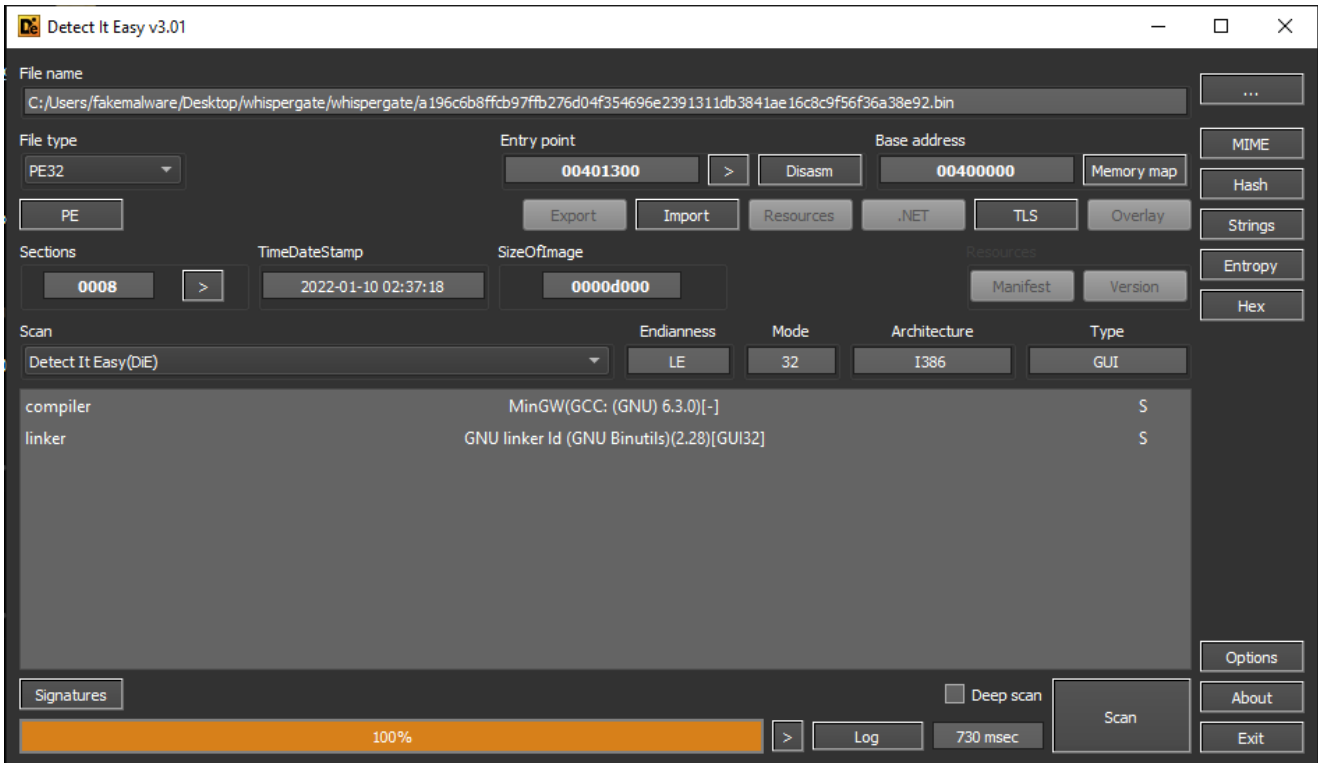 Detect It Easy v3.01
File name
C:/Users/fakemalware/Desktop/whispergate/whispergate/a196c6b8ffcb97ffb276d04f354696e2391311db3841ae16c8c9f56f36a38e92.bin
...
File type
Entry point
Base address
MIME
PE32
00401300
>
Disasm
00400000
Memory map
Hash
PE
Export
Import
Resources
.NET
TLS
Overlay
Strings
Sections
TimeDateStamp
SizeOfImage
Resources
Entropy
0008
>
2022-01-10 02:37:18
0000d000
Manifest
Version
Hex
Scan
Endianness
Mode
Architecture
Type
Detect It Easy(DiE)
LE
32
I386
GUI
compiler MinGW(GCC: (GNU) 6.3.0)[-] S
linker GNU linker ld (GNU Binutils)(2.28)[GUI32] S
Options
Signatures
Deep scan
Scan
About
100%
>
Log
730 msec
Exit